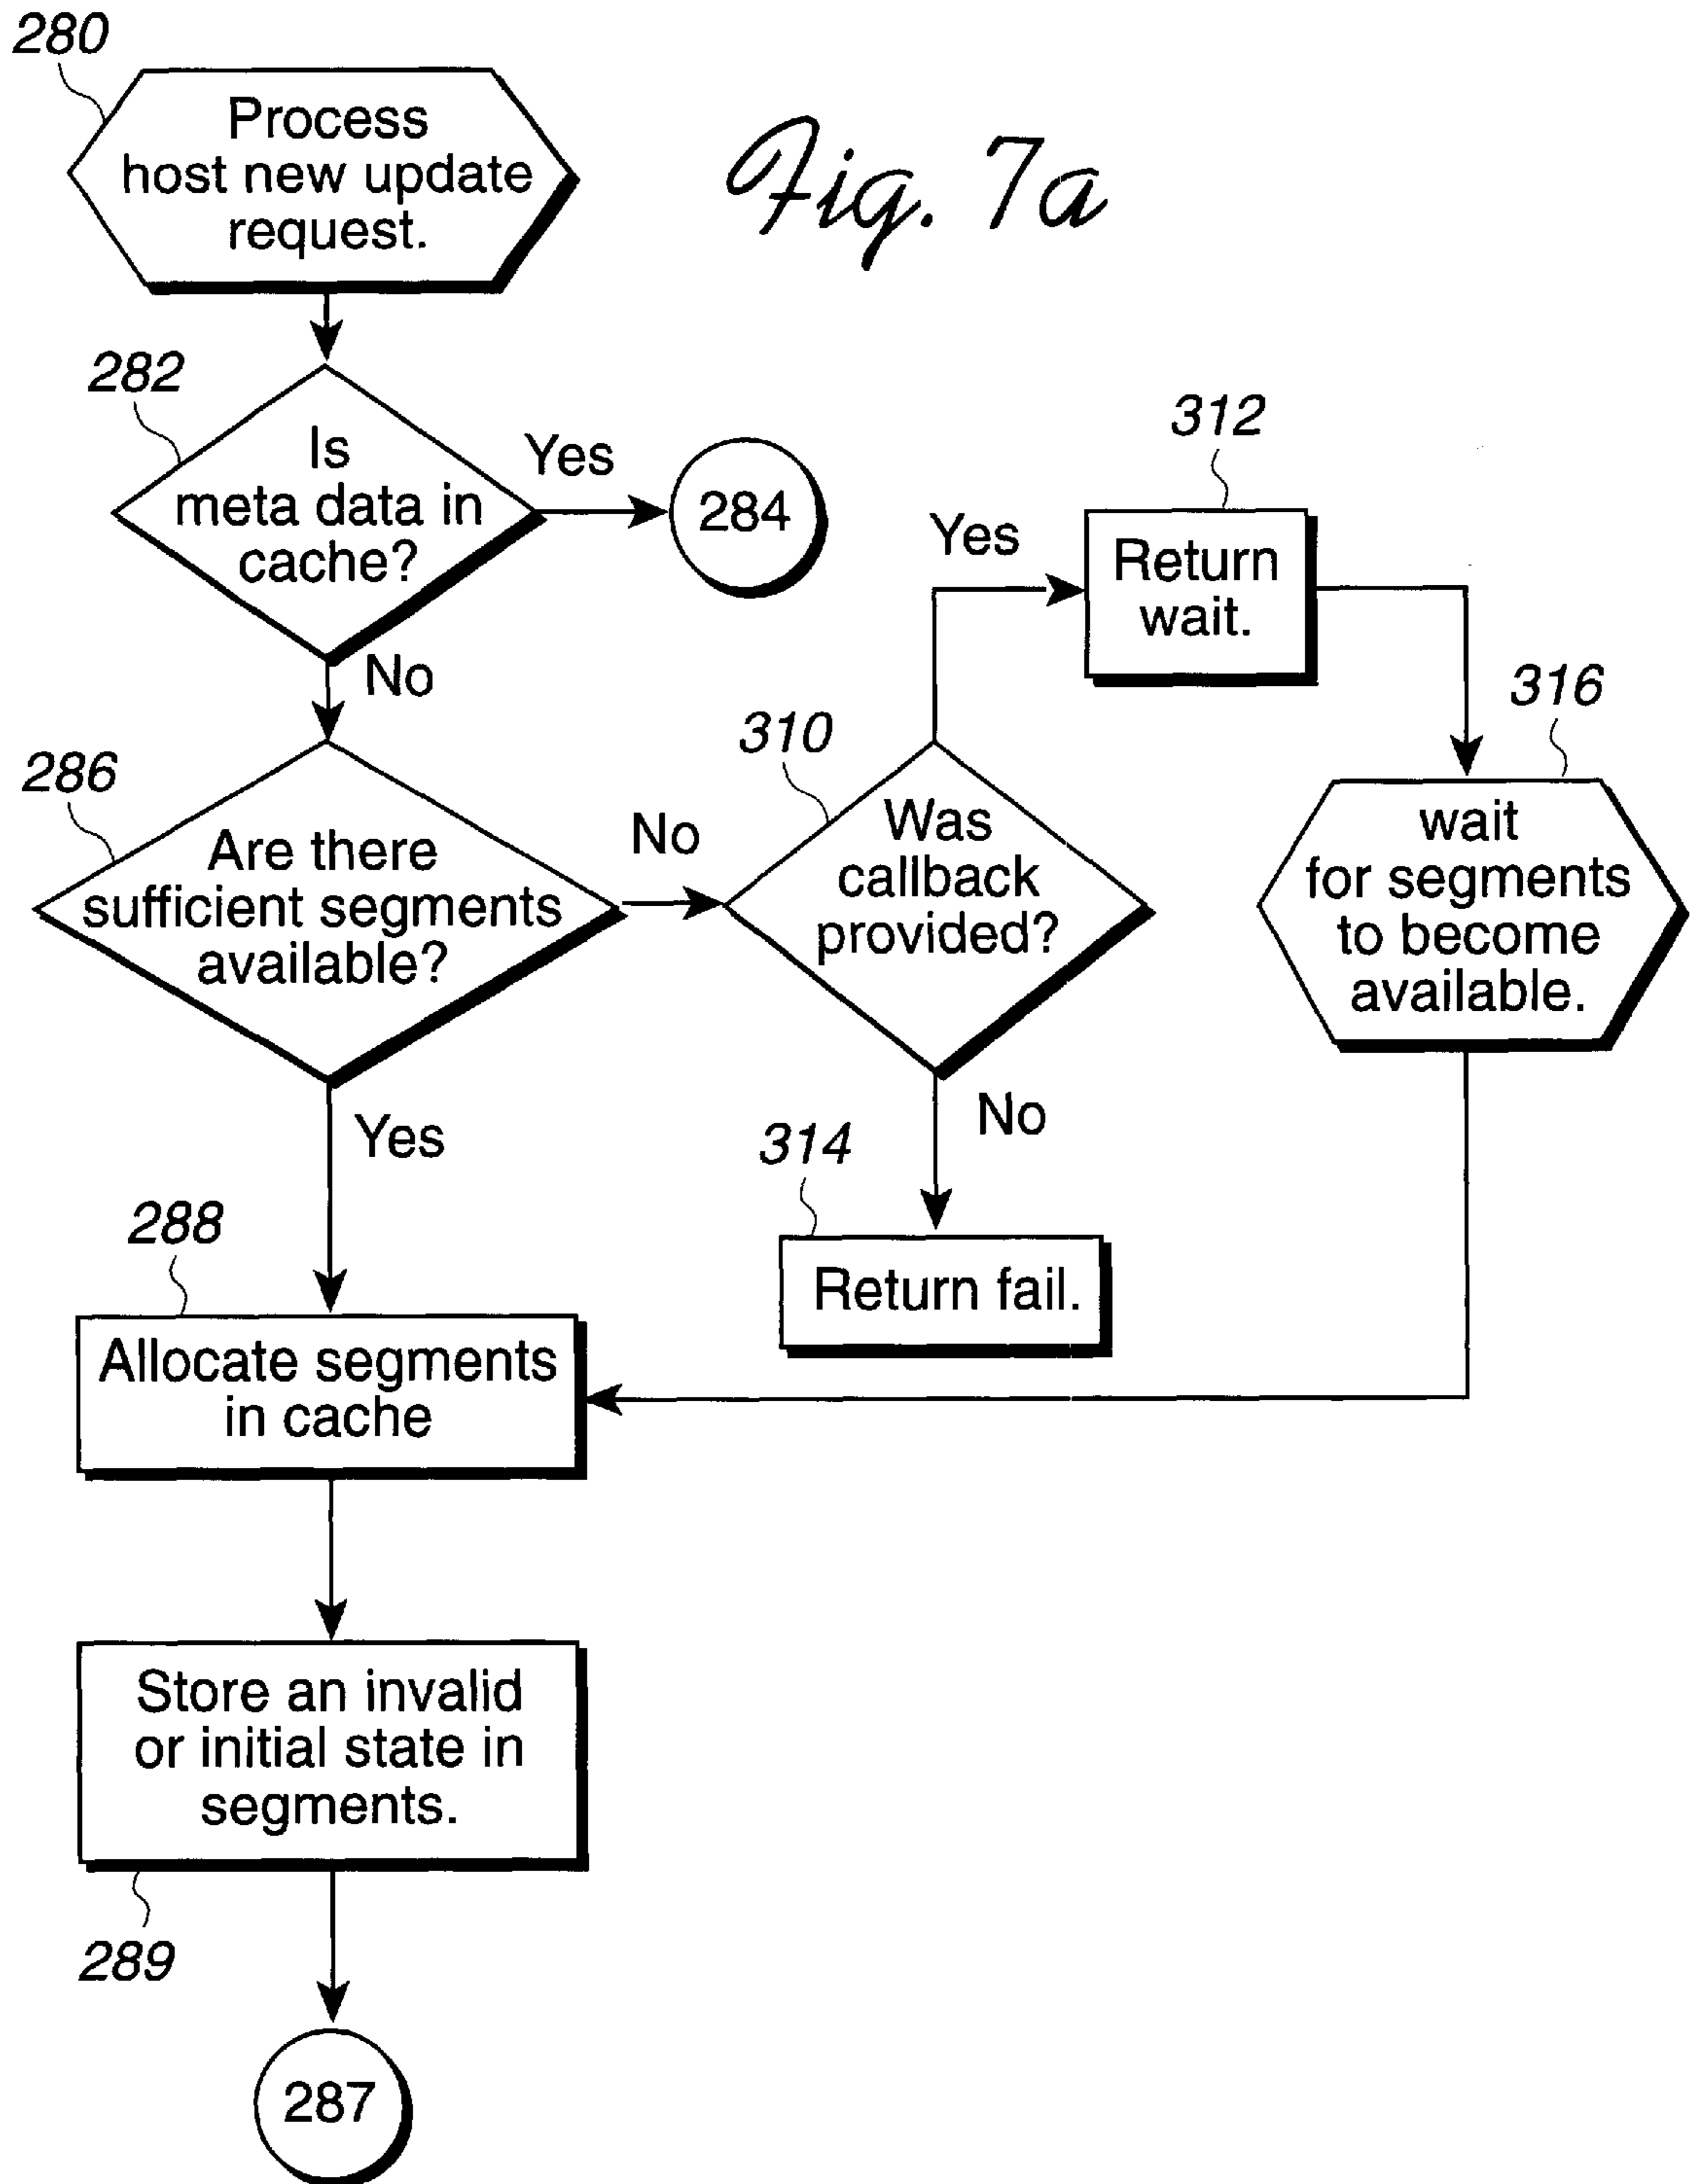 280
Process
host new update
request.
Fig. 7a
282
Is
meta data in
cache?
Yes
284
No
312
Yes
Return
wait.
316
wait
for segments
to become
available.
310
Was
callback
provided?
No
286
Are there
sufficient segments
available?
Yes
No
314
Return fail.
288
Allocate segments
in cache
Store an invalid
or initial state in
segments.
289
287